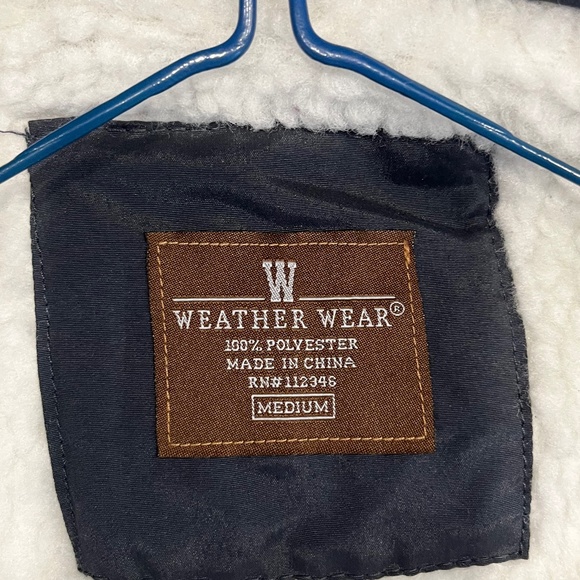 W
WEATHER WEAR®
100% POLYESTER
MADE IN CHINA
RN#112346
MEDIUM